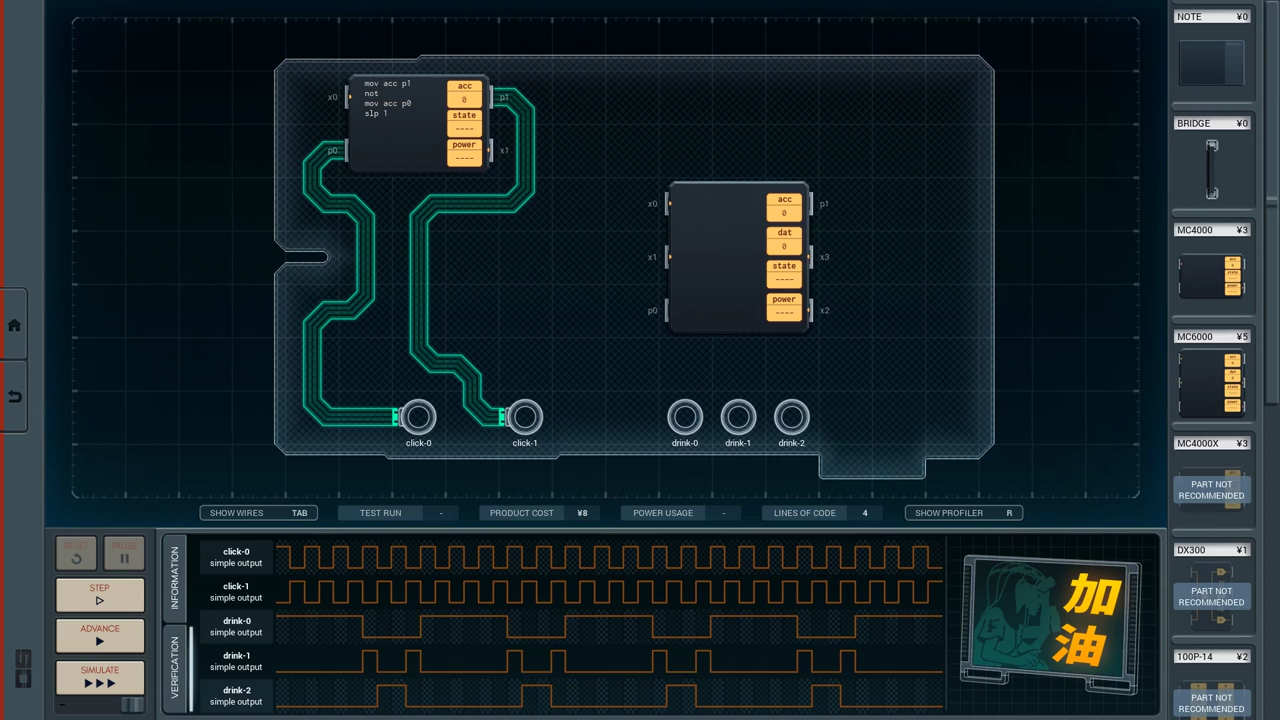 NOTE ¥0
BRIDGE ¥0
MC4000 ¥3
MC6000 ¥5
MC4000X ¥3
PART NOT
RECOMMENDED
DX300 ¥1
PART NOT
RECOMMENDED
100P-14 ¥2
PART NOT
RECOMMENDED
mov acc p1
not
mov acc p0
slp 1
acc
0
state
----
power
----
x0
p0
p1
x1
acc
0
dat
0
state
----
power
----
x0
x1
p0
p1
x3
x2
click-0
click-1
drink-0
drink-1
drink-2
SHOW WIRES TAB
TEST RUN -
PRODUCT COST ¥8
POWER USAGE -
LINES OF CODE 4
SHOW PROFILER R
RESET
PAUSE
STEP
ADVANCE
SIMULATE
INFORMATION
VERIFICATION
click-0
simple output
click-1
simple output
drink-0
simple output
drink-1
simple output
drink-2
simple output
加
油